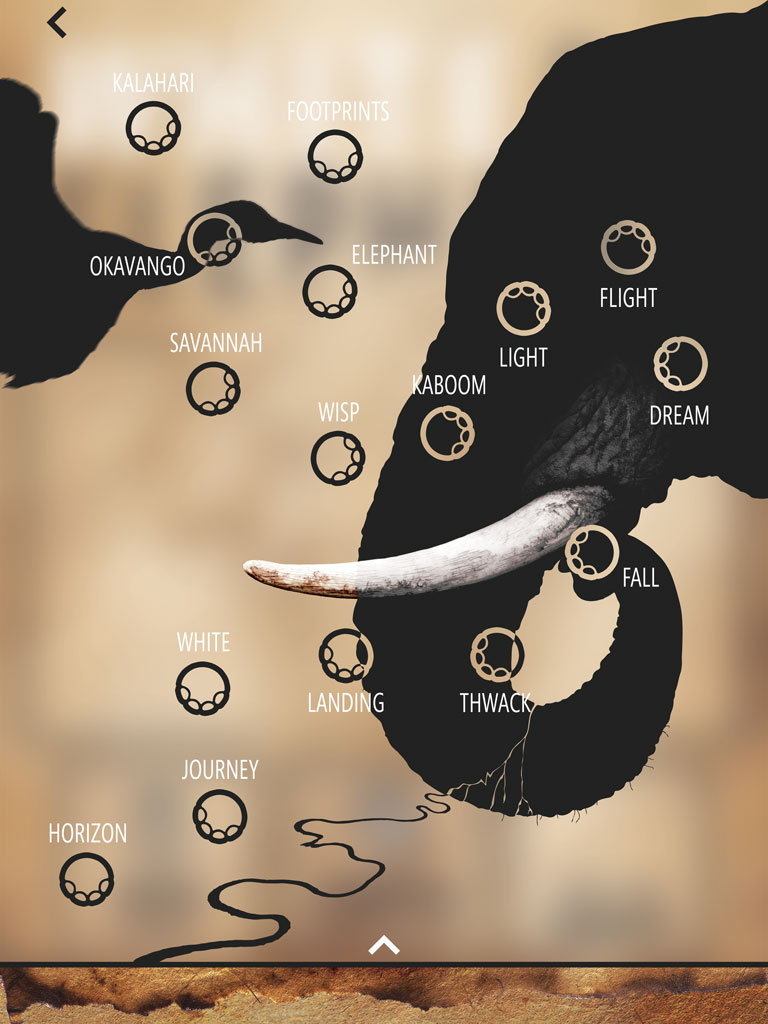 KALAHARI
FOOTPRINTS
OKAVANGO
ELEPHANT
FLIGHT
SAVANNAH
LIGHT
KABOOM
WISP
DREAM
FALL
WHITE
LANDING
THWACK
JOURNEY
HORIZON